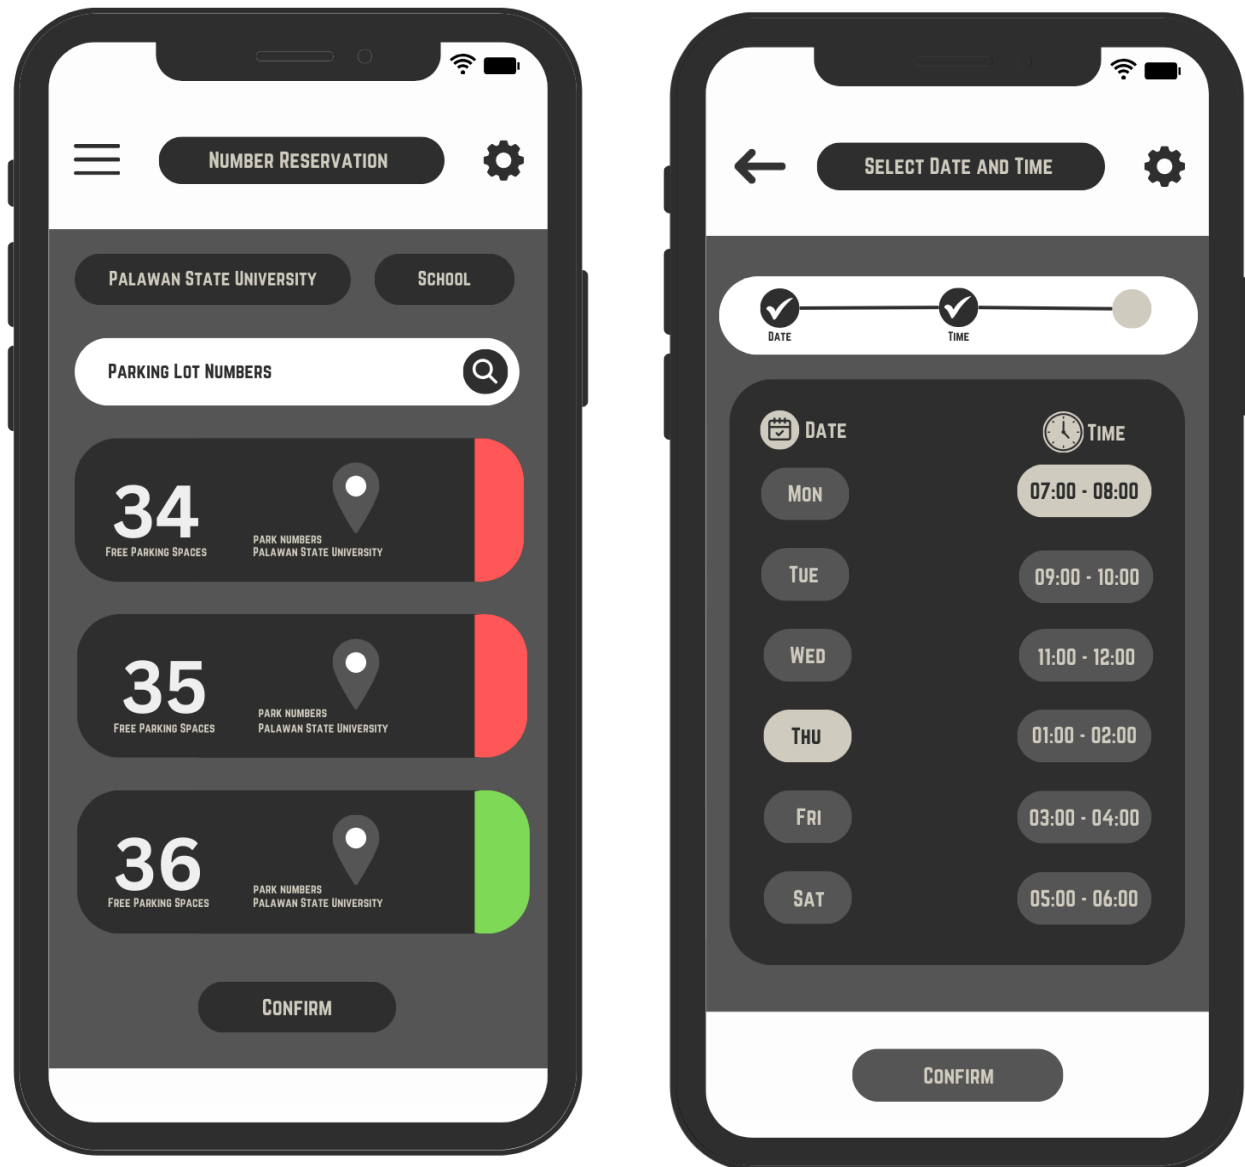 Number Reservation
Palawan State University
School
Parking Lot Numbers
34
Free Parking Spaces
park numbers
Palawan State University
35
Free Parking Spaces
park numbers
Palawan State University
36
Free Parking Spaces
park numbers
Palawan State University
Confirm
Select Date and Time
Date
Time
Date
Time
Mon
07:00 - 08:00
Tue
09:00 - 10:00
Wed
11:00 - 12:00
Thu
01:00 - 02:00
Fri
03:00 - 04:00
Sat
05:00 - 06:00
Confirm